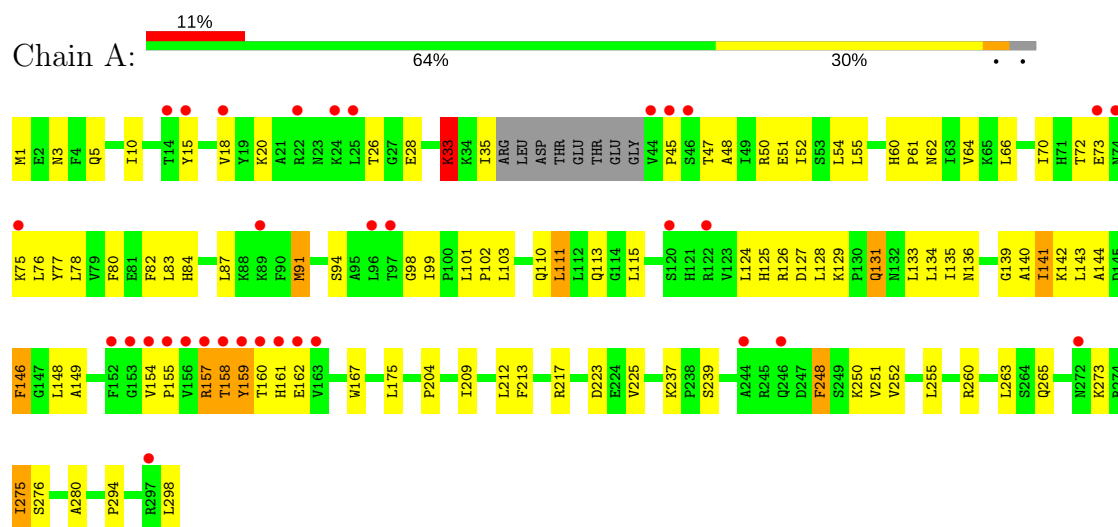 11%
Chain A:
64% 30% • •
M1 E2 N3 F4 Q5 I10 T14 Y15 V18 Y19 K20 A21 R22 N23 K24 L25 T26 G27 E28 K33 K34 I35 ARG LEU ASP THR GLU THR GLU GLY V44 P45 S46 T47 A48 I49 R50 E51 I52 S53 L54 L55 H60 P61 N62 I63 V64 K65 L66 I70 H71 T72 E73 N74
K75 L76 Y77 L78 V79 F80 E81 F82 L83 H84 L87 K88 K89 F90 M91 S94 A95 L96 T97 G98 I99 P100 L101 P102 L103 Q110 L111 L112 Q113 G114 L115 S120 H121 R122 V123 L124 H125 R126 D127 L128 K129 P130 Q131 N132 L133 L134 I135 N136 G139 A140 I141 K142 L143 A144 D145
F146 G147 L148 A149 F152 G153 V154 P155 V156 R157 T158 Y159 T160 H161 E162 V163 W167 L175 P204 I209 L212 F213 R217 D223 E224 V225 K237 P238 S239 A244 R245 Q246 D247 F248 S249 K250 V251 V252 L255 R260 L263 S264 Q265 N272 K273 R274
I275 S276 A280 P294 R297 L298